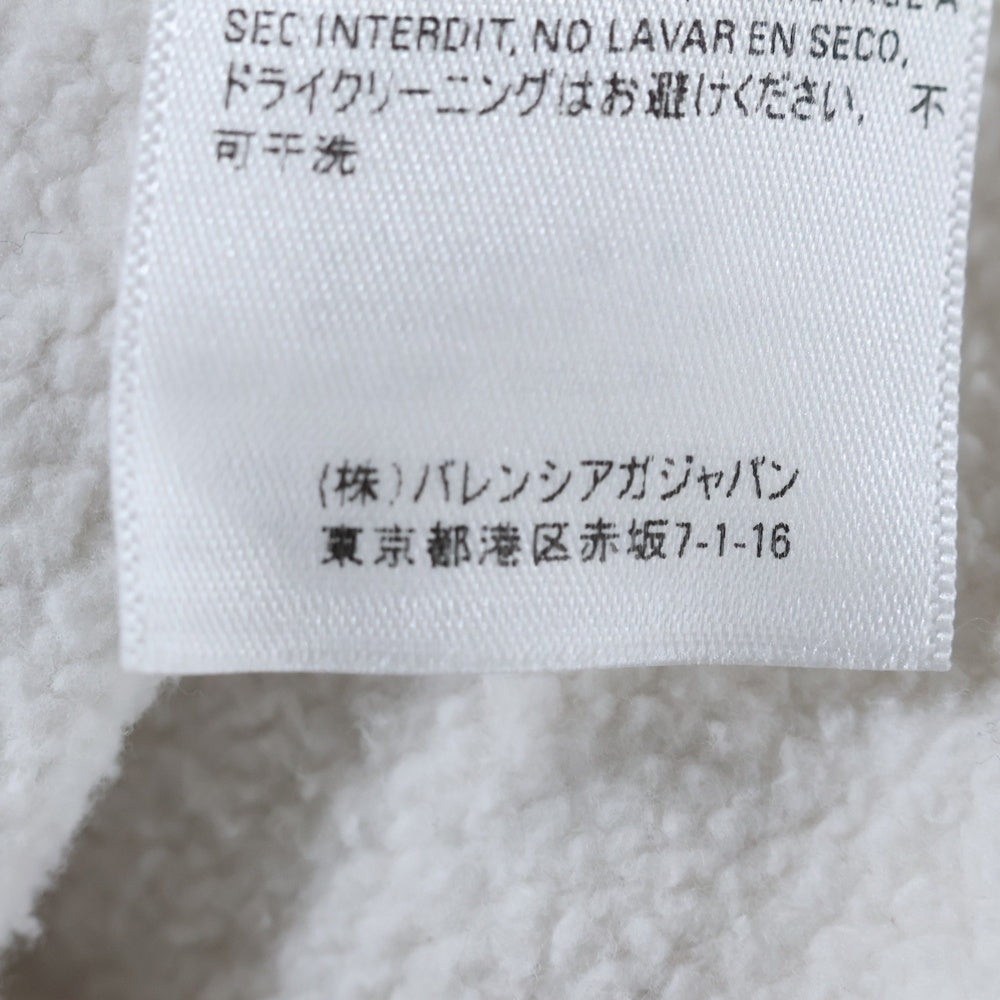 SEC INTERDIT, NO LAVAR EN SECO,
ドライクリーニングはお避けください, 不
可干洗
(株)バレンシアガジャパン
東京都港区赤坂7-1-16